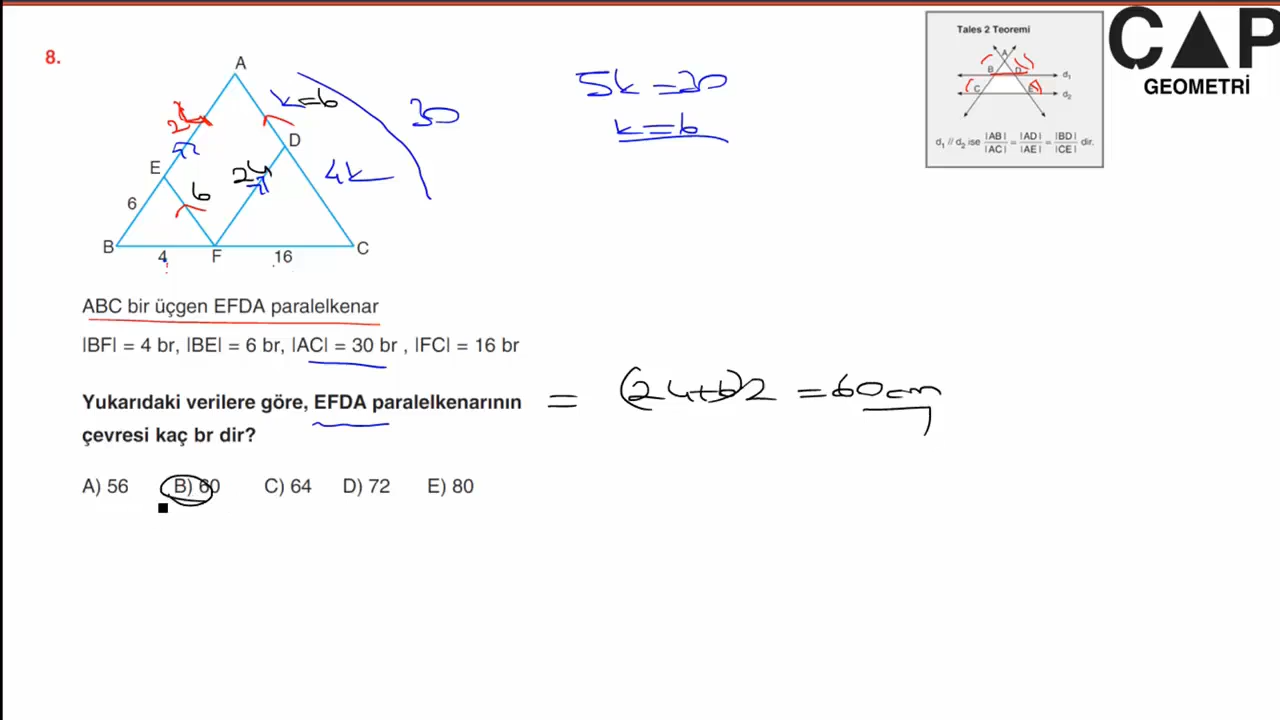 8.
A
k=6
30
5k=30
k=6
Tales 2 Teoremi
A
B D d₁
C E d₂
d₁ // d₂ ise |AB| / |AC| = |AD| / |AE| = |BD| / |CE| dir.
CAP
GEOMETRİ
D
24
E
24
4k
6
6
B
F
C
4
16
ABC bir üçgen EFDA paralelkenar
|BF| = 4 br, |BE| = 6 br, |AC| = 30 br , |FC| = 16 br
Yukarıdaki verilere göre, EFDA paralelkenarının
çevresi kaç br dir?
= (24+6)2 = 60cm
A) 56 B) 60 C) 64 D) 72 E) 80